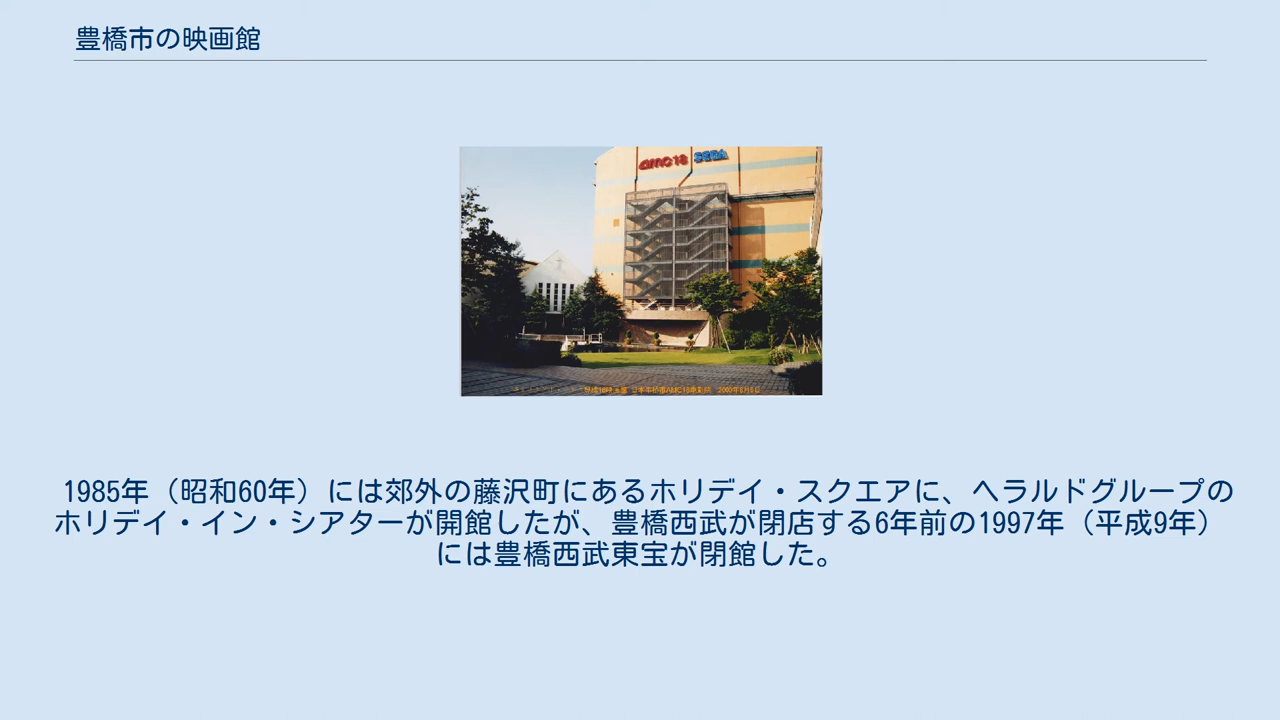 豊橋市の映画館
amc18 SEGA
1985年（昭和60年）には郊外の藤沢町にあるホリデイ・スクエアに、ヘラルドグループの
ホリデイ・イン・シアターが開館したが、豊橋西武が閉店する6年前の1997年（平成9年）
には豊橋西武東宝が閉館した。